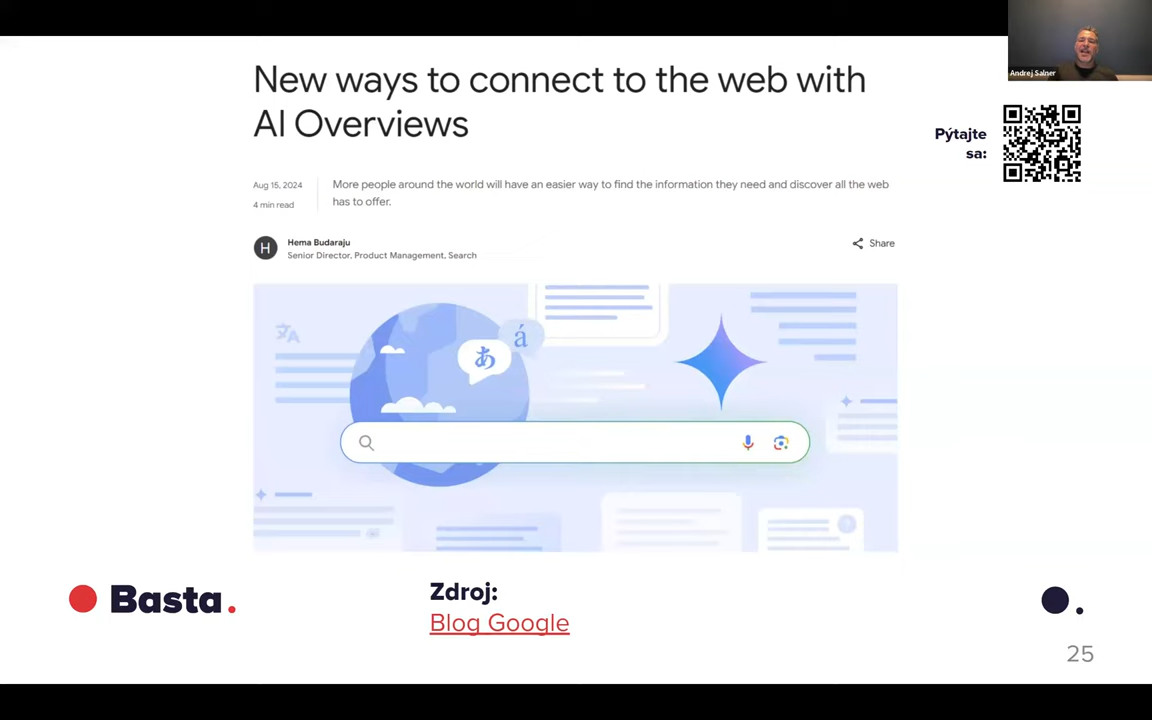 Andrej Salner
New ways to connect to the web with
AI Overviews
Pýtajte
sa:
Aug 15, 2024
4 min read
More people around the world will have an easier way to find the information they need and discover all the web
has to offer.
H
Hema Budaraju
Senior Director, Product Management, Search
Share
á
あ
Basta.
Zdroj:
Blog Google
25